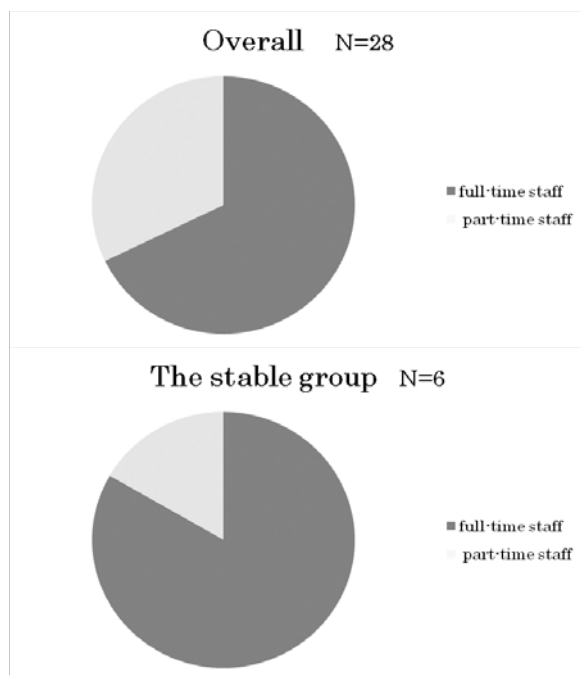 Overall N=28
full-time staff
part-time staff
The stable group N=6
full-time staff
part-time staff